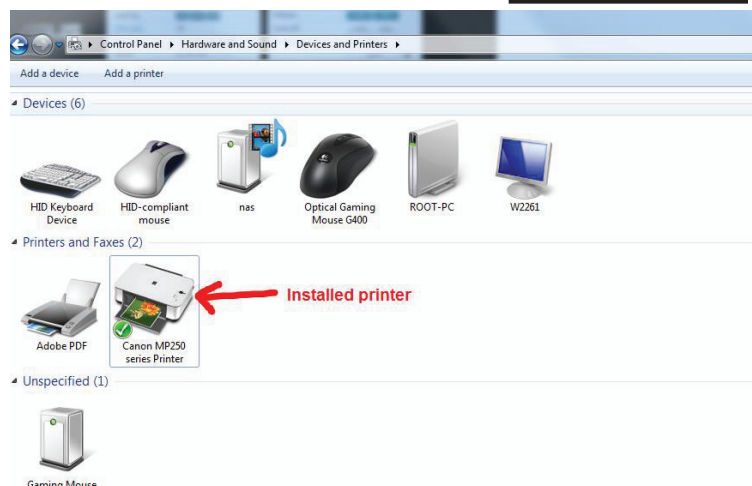 Control Panel ▸ Hardware and Sound ▸ Devices and Printers ▸
Add a device Add a printer
Devices (6)
HID Keyboard
Device
HID-compliant
mouse
nas
Optical Gaming
Mouse G400
ROOT-PC
W2261
Printers and Faxes (2)
Adobe PDF
Canon MP250
series Printer
Installed printer
Unspecified (1)
Gaming Mouse